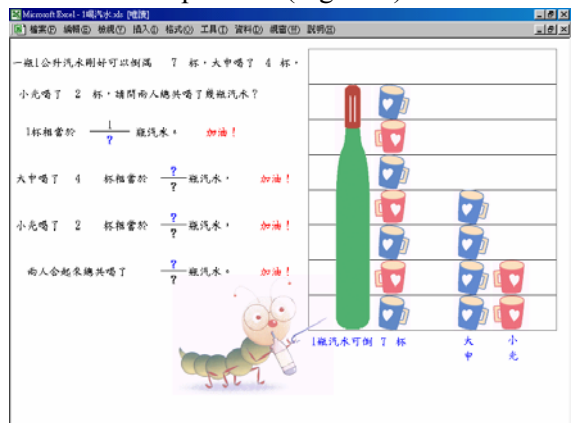 Microsoft Excel - 1喝汽水.xls [唯讀]
檔案(F) 編輯(E) 檢視(V) 插入(I) 格式(O) 工具(T) 資料(D) 視窗(W) 說明(H)
一瓶1公升汽水剛好可以倒滿 7 杯,大中喝了 4 杯,
小光喝了 2 杯,請問兩人總共喝了幾瓶汽水?
1杯相當於 1/? 瓶汽水。 加油!
大中喝了 4 杯相當於 ?/? 瓶汽水, 加油!
小光喝了 2 杯相當於 ?/? 瓶汽水, 加油!
兩人合起來總共喝了 ?/? 瓶汽水。 加油!
1瓶汽水可倒 7 杯
大中
小光